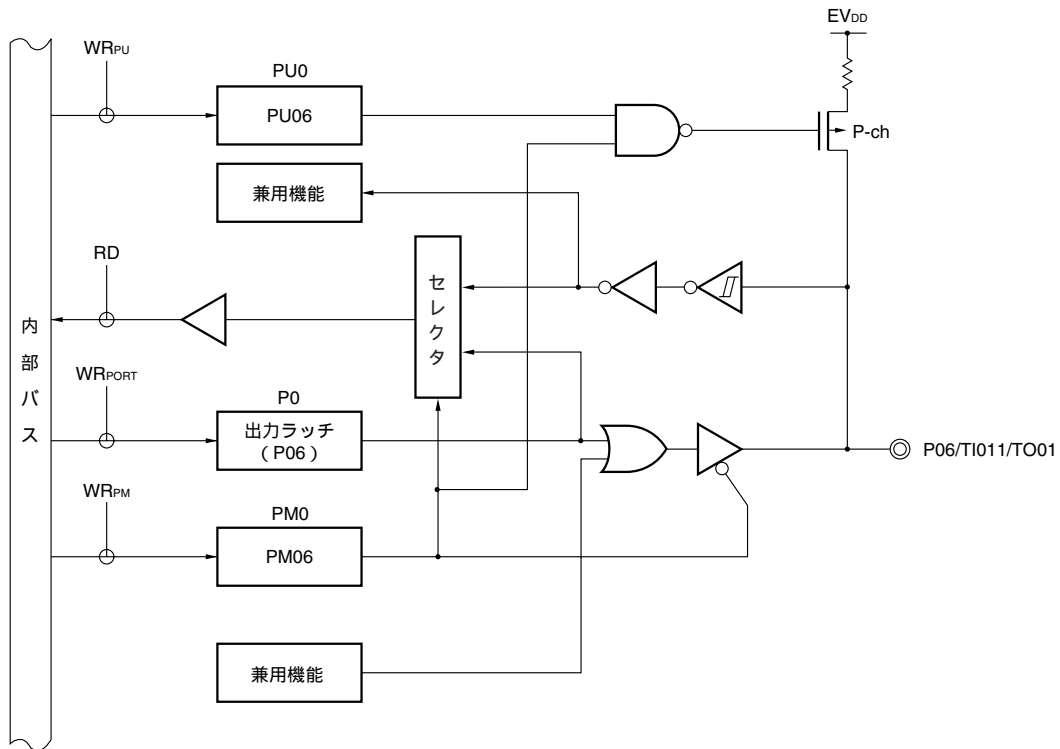 EVDD
WRPU
PU0
PU06
P-ch
兼用機能
RD
セレクタ
内部バス
WRPORT
P0
出力ラッチ
（P06）
P06/TI011/TO01
WRPM
PM0
PM06
兼用機能